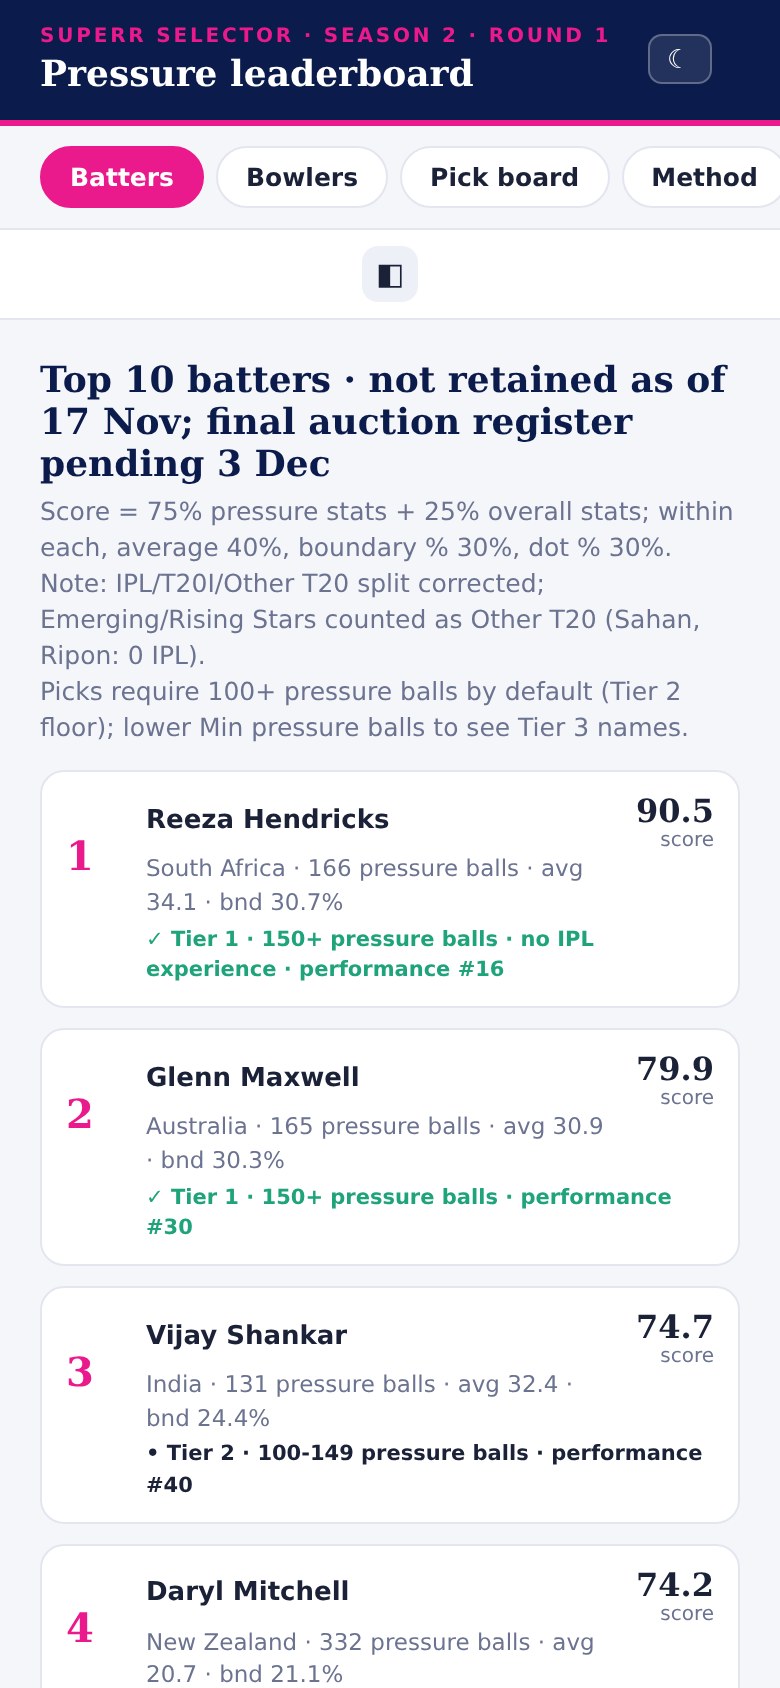 SUPERR SELECTOR · SEASON 2 · ROUND 1
Pressure leaderboard
Batters
Bowlers
Pick board
Method
Top 10 batters · not retained as of
17 Nov; final auction register
pending 3 Dec
Score = 75% pressure stats + 25% overall stats; within
each, average 40%, boundary % 30%, dot % 30%.
Note: IPL/T20I/Other T20 split corrected;
Emerging/Rising Stars counted as Other T20 (Sahan,
Ripon: 0 IPL).
Picks require 100+ pressure balls by default (Tier 2
floor); lower Min pressure balls to see Tier 3 names.
1
Reeza Hendricks
90.5
score
South Africa · 166 pressure balls · avg
34.1 · bnd 30.7%
✓ Tier 1 · 150+ pressure balls · no IPL
experience · performance #16
2
Glenn Maxwell
79.9
score
Australia · 165 pressure balls · avg 30.9
· bnd 30.3%
✓ Tier 1 · 150+ pressure balls · performance
#30
3
Vijay Shankar
74.7
score
India · 131 pressure balls · avg 32.4 ·
bnd 24.4%
• Tier 2 · 100-149 pressure balls · performance
#40
4
Daryl Mitchell
74.2
score
New Zealand · 332 pressure balls · avg
20.7 · bnd 21.1%